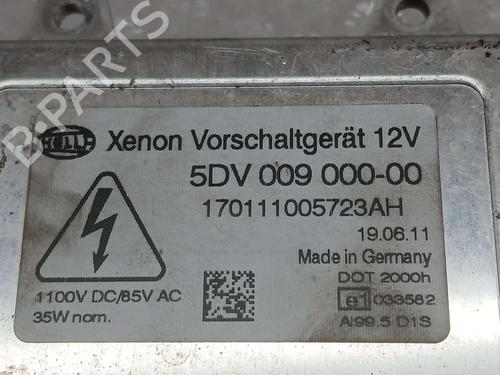 B-PARTS
HELLA Xenon Vorschaltgerät 12V
5DV 009 000-00
170111005723AH
19.06.11
Made in Germany
DOT 2000h
1100V DC/85V AC
e1 033582
35W nom.
AI99.5 D1S